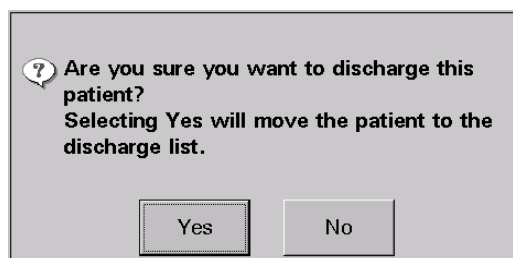 Are you sure you want to discharge this
patient?
Selecting Yes will move the patient to the
discharge list.
Yes
No